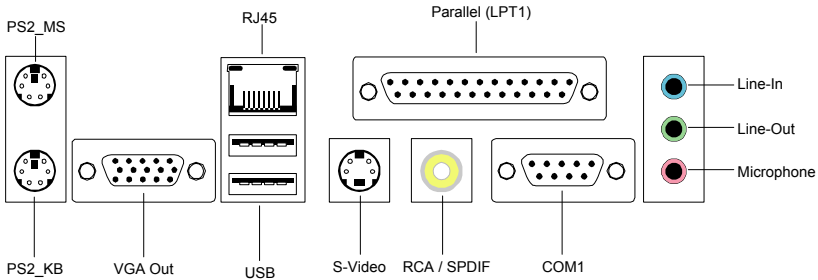 Parallel (LPT1)
PS2_MS
RJ45
Line-In
Line-Out
Microphone
PS2_KB
VGA Out
USB
S-Video
RCA / SPDIF
COM1